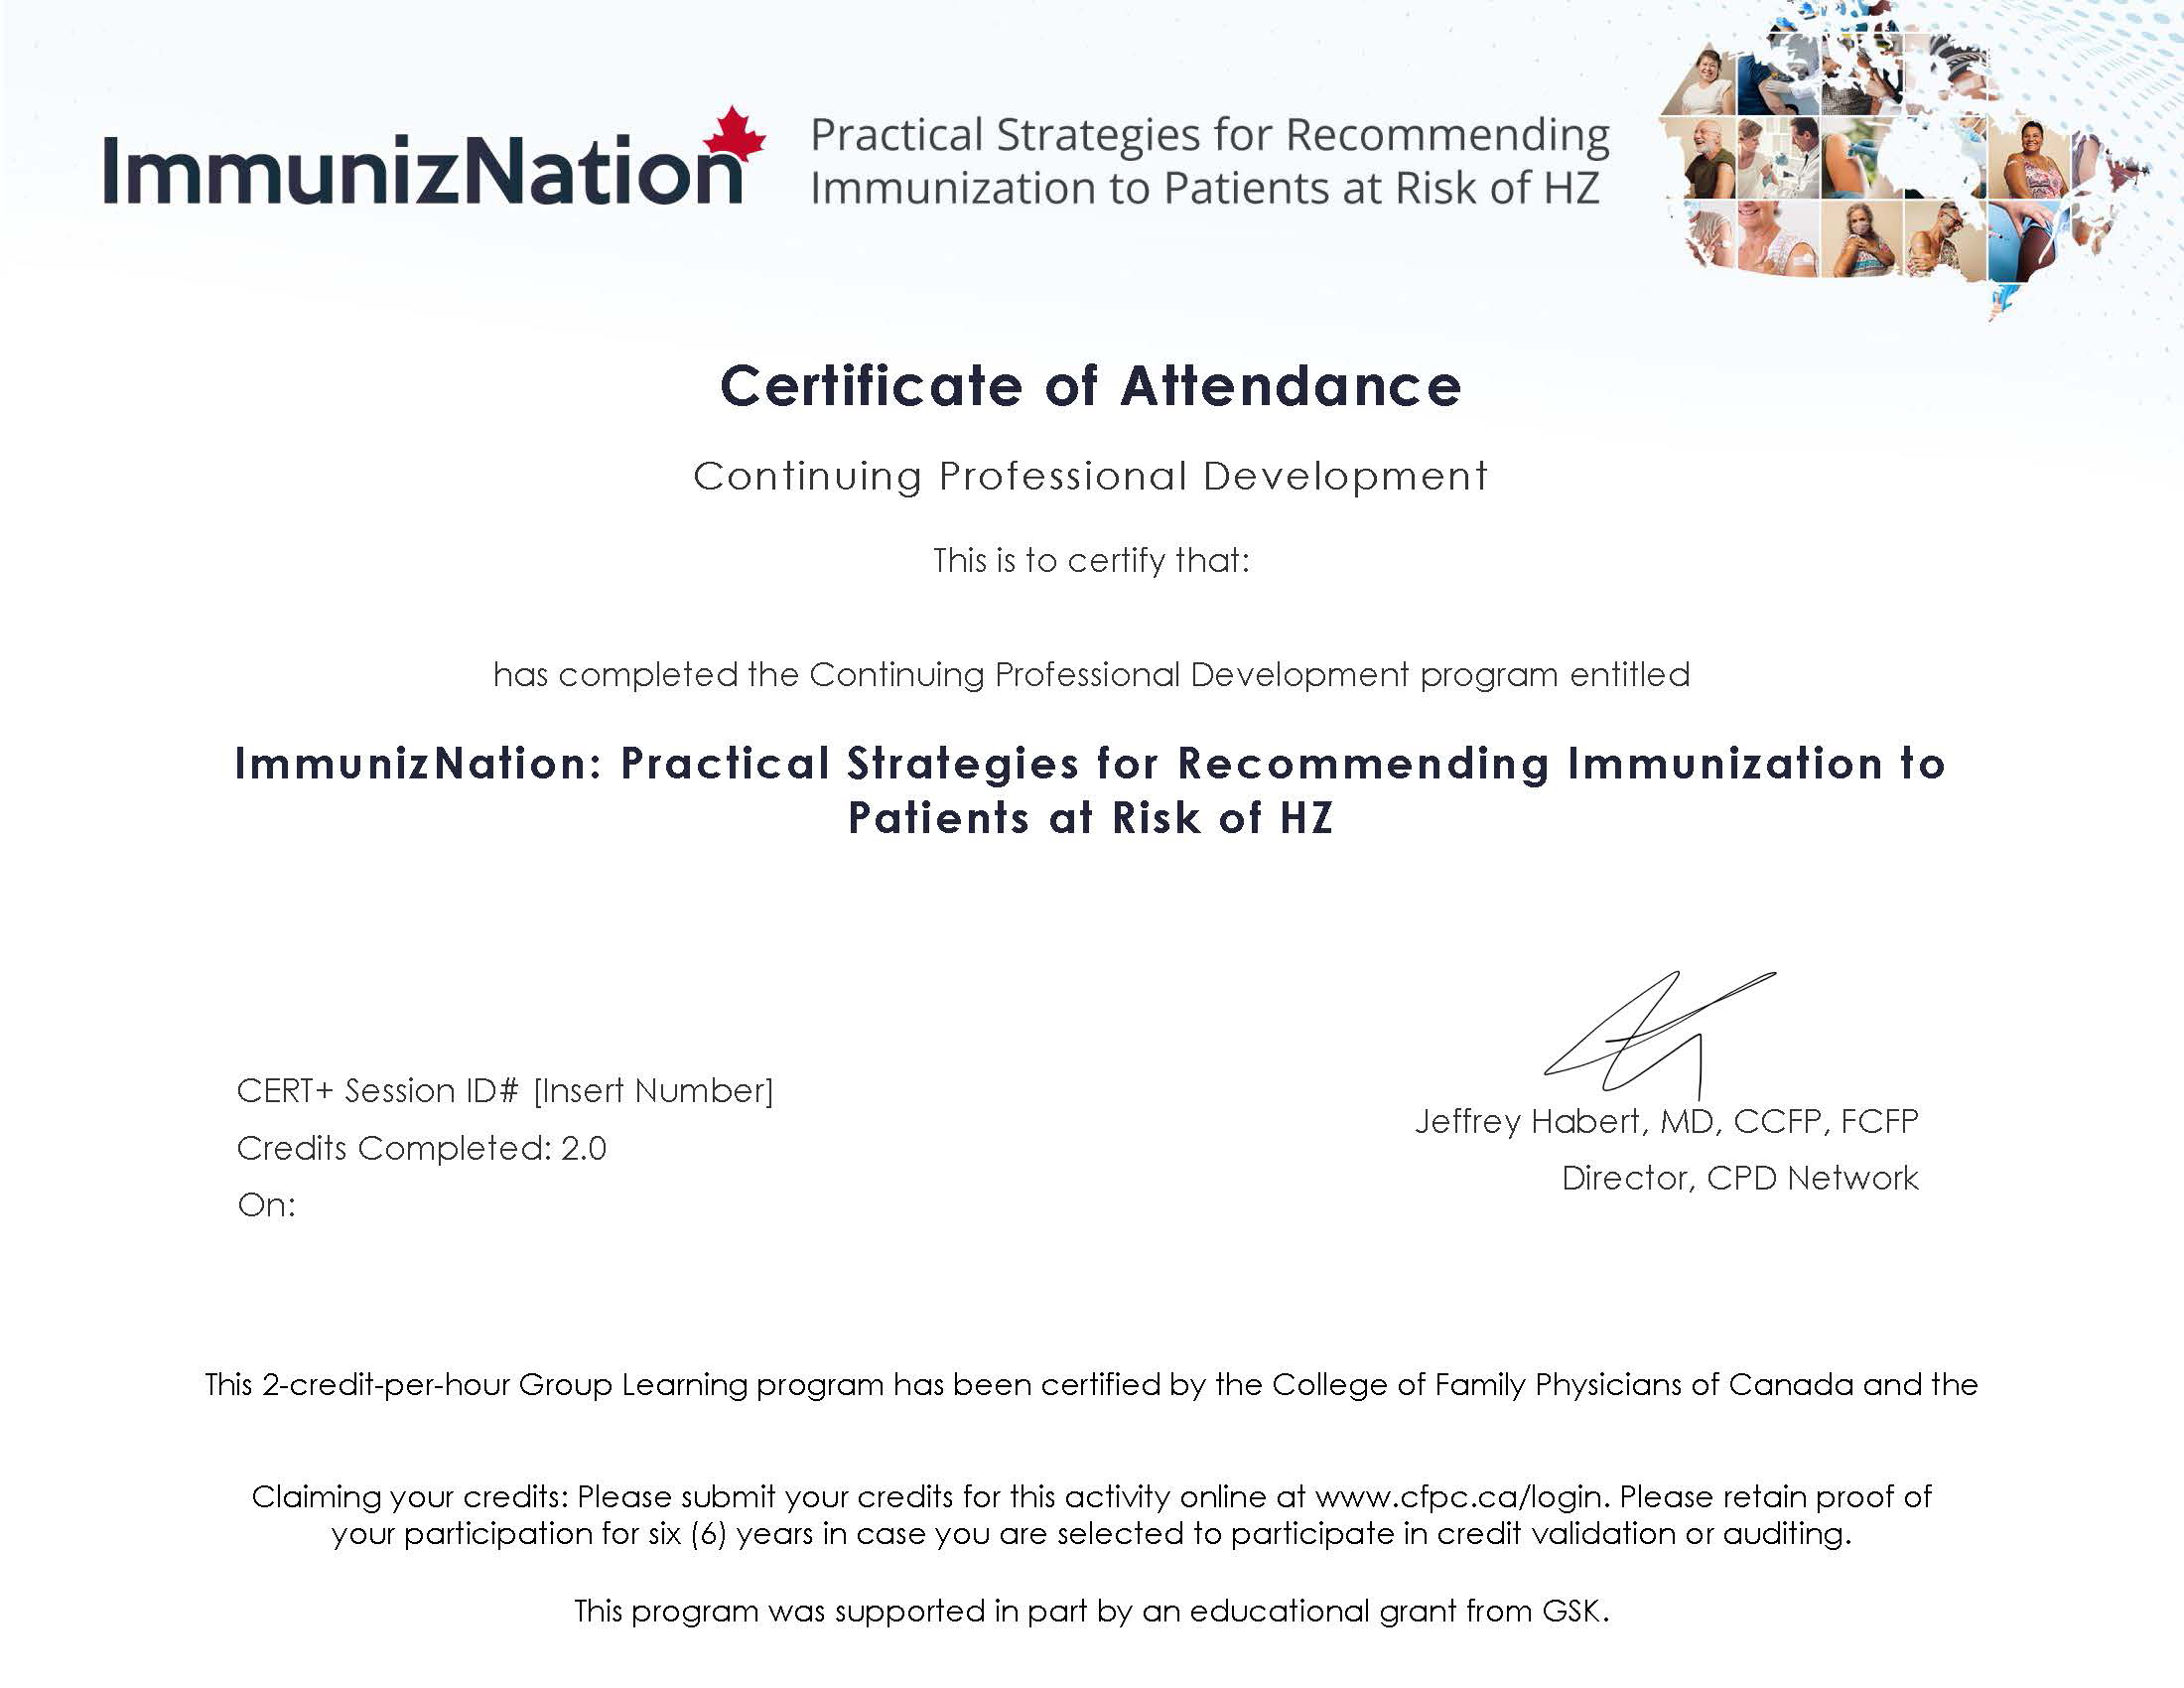 ImmunizNation
Practical Strategies for Recommending
Immunization to Patients at Risk of HZ
Certificate of Attendance
Continuing Professional Development
This is to certify that:
has completed the Continuing Professional Development program entitled
ImmunizNation: Practical Strategies for Recommending Immunization to
Patients at Risk of HZ
CERT+ Session ID# [Insert Number]
Credits Completed: 2.0
On:
Jeffrey Habert, MD, CCFP, FCFP
Director, CPD Network
This 2-credit-per-hour Group Learning program has been certified by the College of Family Physicians of Canada and the
Claiming your credits: Please submit your credits for this activity online at www.cfpc.ca/login. Please retain proof of
your participation for six (6) years in case you are selected to participate in credit validation or auditing.
This program was supported in part by an educational grant from GSK.